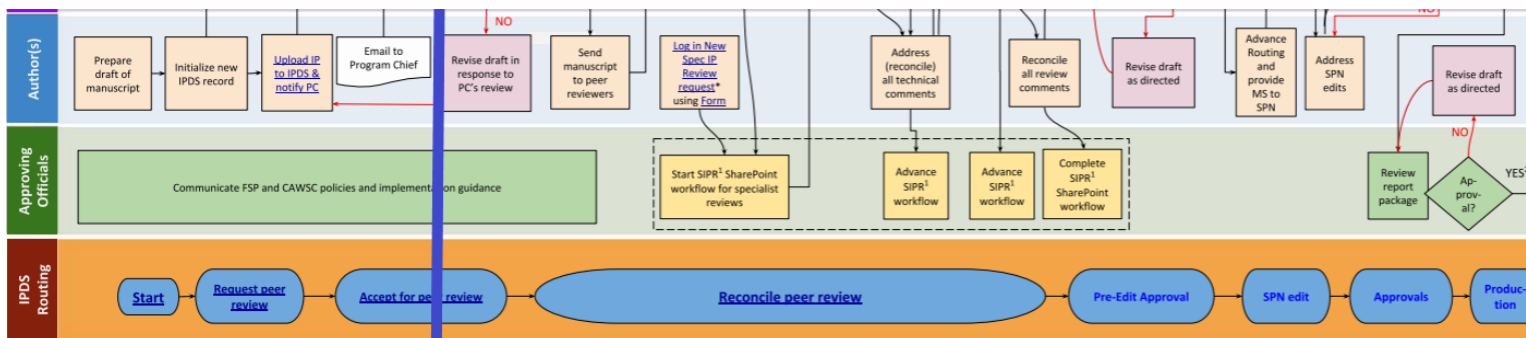 NO
NO
Author(s)
Prepare
draft of
manuscript
Initialize new
IPDS record
Upload IP
to IPDS &
notify PC
Email to
Program Chief
Revise draft in
response to
PC's review
Send
manuscript
to peer
reviewers
Log in New
Spec IP
Review
request*
using Form
Address
(reconcile)
all technical
comments
Reconcile
all review
comments
Revise draft
as directed
Advance
Routing
and provide
MS to
SPN
Address
SPN
edits
Revise draft
as directed
Approving
Officials
Communicate FSP and CAWSC policies and implementation guidance
Start SIPR¹ SharePoint
workflow for specialist
reviews
Advance
SIPR¹
workflow
Advance
SIPR¹
workflow
Complete
SIPR¹
SharePoint
workflow
Review
report
package
NO
Ap-
prov-
al?
YES
IPDS
Routing
Start
Request peer
review
Accept for peer review
Reconcile peer review
Pre-Edit Approval
SPN edit
Approvals
Produc-
tion